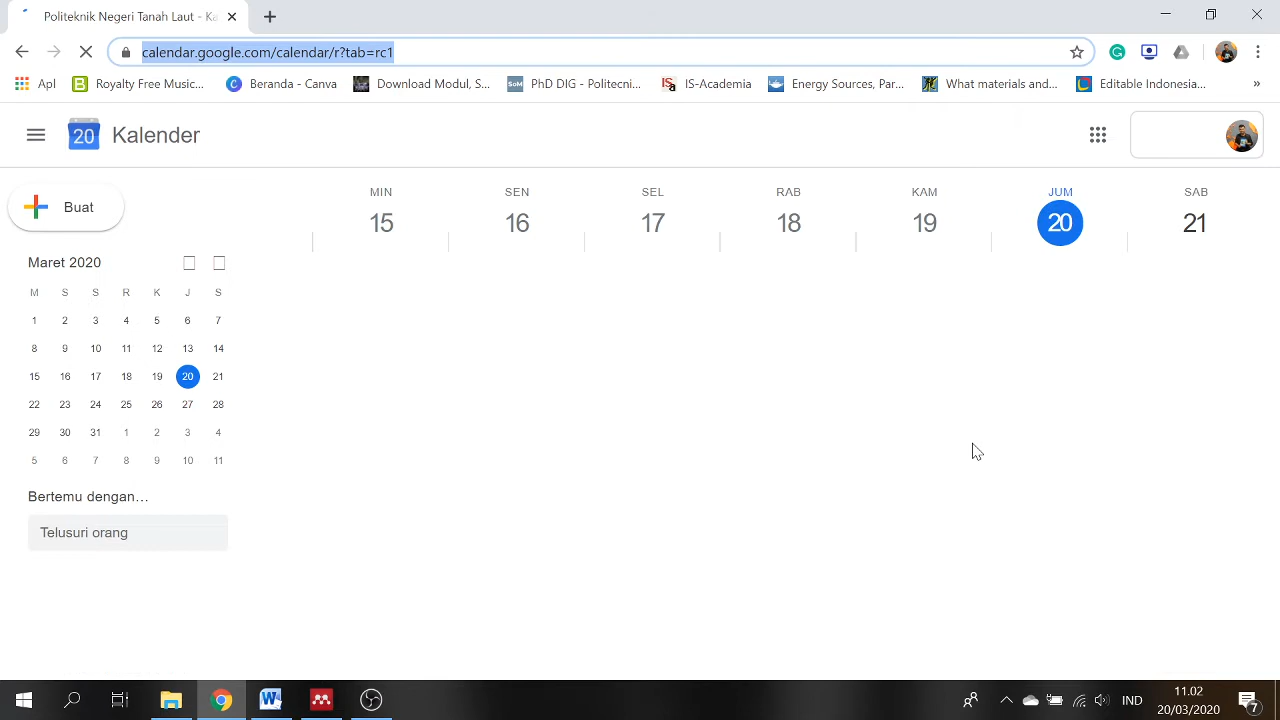 Politeknik Negeri Tanah Laut - Ka
calendar.google.com/calendar/r?tab=rc1
Apl
Royalty Free Music...
Beranda - Canva
Download Modul, S...
SoM
PhD DIG - Politecni...
IS-Academia
Energy Sources, Par...
What materials and...
Editable Indonesia...
»
20
Kalender
Buat
MIN
SEN
SEL
RAB
KAM
JUM
SAB
15
16
17
18
19
20
21
Maret 2020
M S S R K J S
1 2 3 4 5 6 7
8 9 10 11 12 13 14
15 16 17 18 19 20 21
22 23 24 25 26 27 28
29 30 31 1 2 3 4
5 6 7 8 9 10 11
Bertemu dengan...
Telusuri orang
IND
11.02
20/03/2020
7